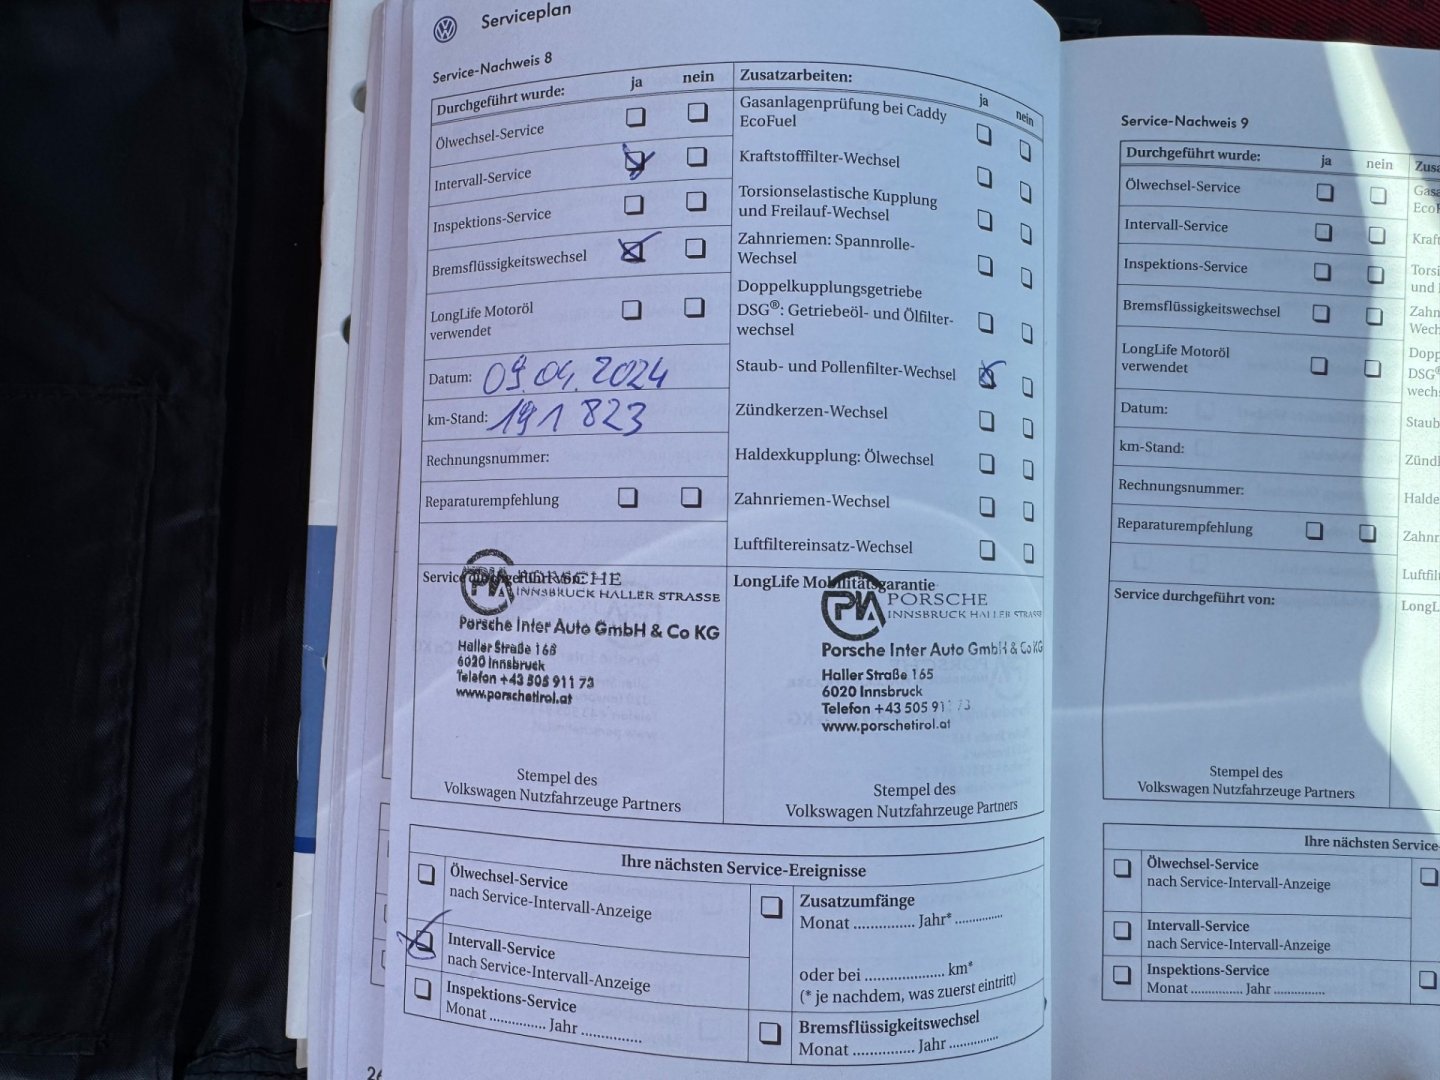 Serviceplan
Service-Nachweis 8
Durchgeführt wurde: ja nein
Ölwechsel-Service
Intervall-Service
Inspektions-Service
Bremsflüssigkeitswechsel
LongLife Motoröl
verwendet
Datum: 09.04.2024
km-Stand: 191 823
Rechnungsnummer:
Reparaturempfehlung
Zusatzarbeiten: ja nein
Gasanlagenprüfung bei Caddy
EcoFuel
Kraftstofffilter-Wechsel
Torsionselastische Kupplung
und Freilauf-Wechsel
Zahnriemen: Spannrolle-
Wechsel
Doppelkupplungsgetriebe
DSG®: Getriebeöl- und Ölfilter-
wechsel
Staub- und Pollenfilter-Wechsel
Zündkerzen-Wechsel
Haldexkupplung: Ölwechsel
Zahnriemen-Wechsel
Luftfiltereinsatz-Wechsel
Service durchgeführt von:
PIA PORSCHE
INNSBRUCK HALLER STRASSE
Porsche Inter Auto GmbH & Co KG
Haller Straße 165
6020 Innsbruck
Telefon +43 505 911 73
www.porschetirol.at
Stempel des
Volkswagen Nutzfahrzeuge Partners
LongLife Mobilitätsgarantie
PIA PORSCHE
INNSBRUCK HALLER STRASSE
Porsche Inter Auto GmbH & Co KG
Haller Straße 165
6020 Innsbruck
Telefon +43 505 911 73
www.porschetirol.at
Stempel des
Volkswagen Nutzfahrzeuge Partners
Ihre nächsten Service-Ereignisse
Ölwechsel-Service
nach Service-Intervall-Anzeige
Intervall-Service
nach Service-Intervall-Anzeige
Inspektions-Service
Monat .............. Jahr ..............
Zusatzumfänge
Monat .............. Jahr* ..............
oder bei .................. km*
(* je nachdem, was zuerst eintritt)
Bremsflüssigkeitswechsel
Monat .............. Jahr ..............
Service-Nachweis 9
Durchgeführt wurde: ja nein
Ölwechsel-Service
Intervall-Service
Inspektions-Service
Bremsflüssigkeitswechsel
LongLife Motoröl
verwendet
Datum:
km-Stand:
Rechnungsnummer:
Reparaturempfehlung
Service durchgeführt von:
Stempel des
Volkswagen Nutzfahrzeuge Partners
Ihre nächsten Service-
Ölwechsel-Service
nach Service-Intervall-Anzeige
Intervall-Service
nach Service-Intervall-Anzeige
Inspektions-Service
Monat .............. Jahr ..............